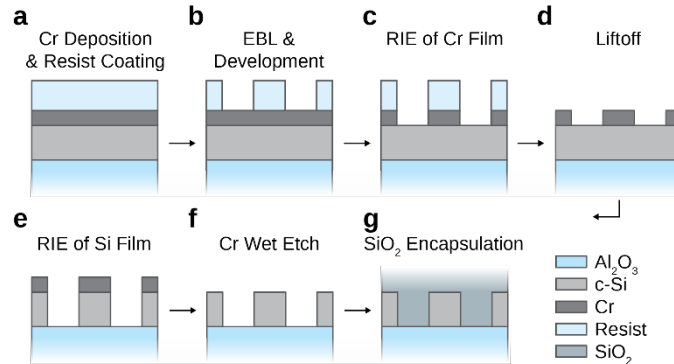 a
Cr Deposition
& Resist Coating
b
EBL &
Development
c
RIE of Cr Film
d
Liftoff
e
RIE of Si Film
f
Cr Wet Etch
g
SiO₂ Encapsulation
Al₂O₃
c-Si
Cr
Resist
SiO₂